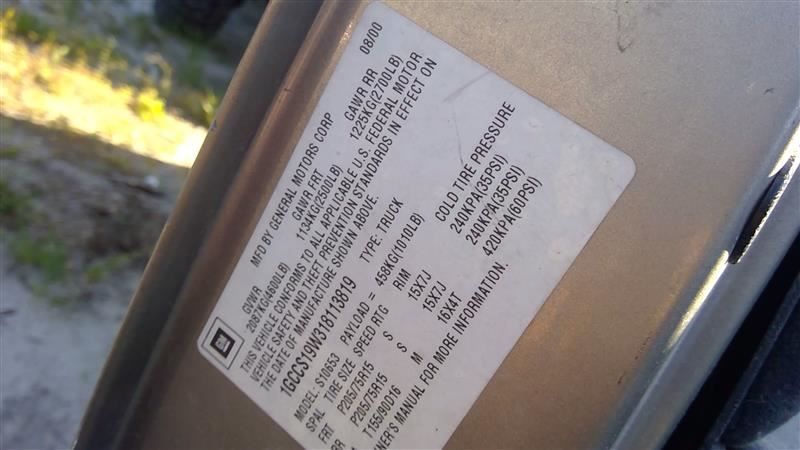 GM
MFD BY GENERAL MOTORS CORP 08/00
GVWR GAWR FRT GAWR RR
2087KG(4600LB) 1134KG(2500LB) 1225KG(2700LB)
THIS VEHICLE CONFORMS TO ALL APPLICABLE U.S. FEDERAL MOTOR
VEHICLE SAFETY AND THEFT PREVENTION STANDARDS IN EFFECT ON
THE DATE OF MANUFACTURE SHOWN ABOVE.
1GCCS19W318113819 TYPE: TRUCK
MODEL: S10653 PAYLOAD = 458KG(1010LB)
TIRE SIZE SPEED RTG RIM COLD TIRE PRESSURE
FRT P205/75R15 S 15X7J 240KPA(35PSI)
RR P205/75R15 S 15X7J 240KPA(35PSI)
SPA T155/90D16 M 16X4T 420KPA(60PSI)
NER'S MANUAL FOR MORE INFORMATION.